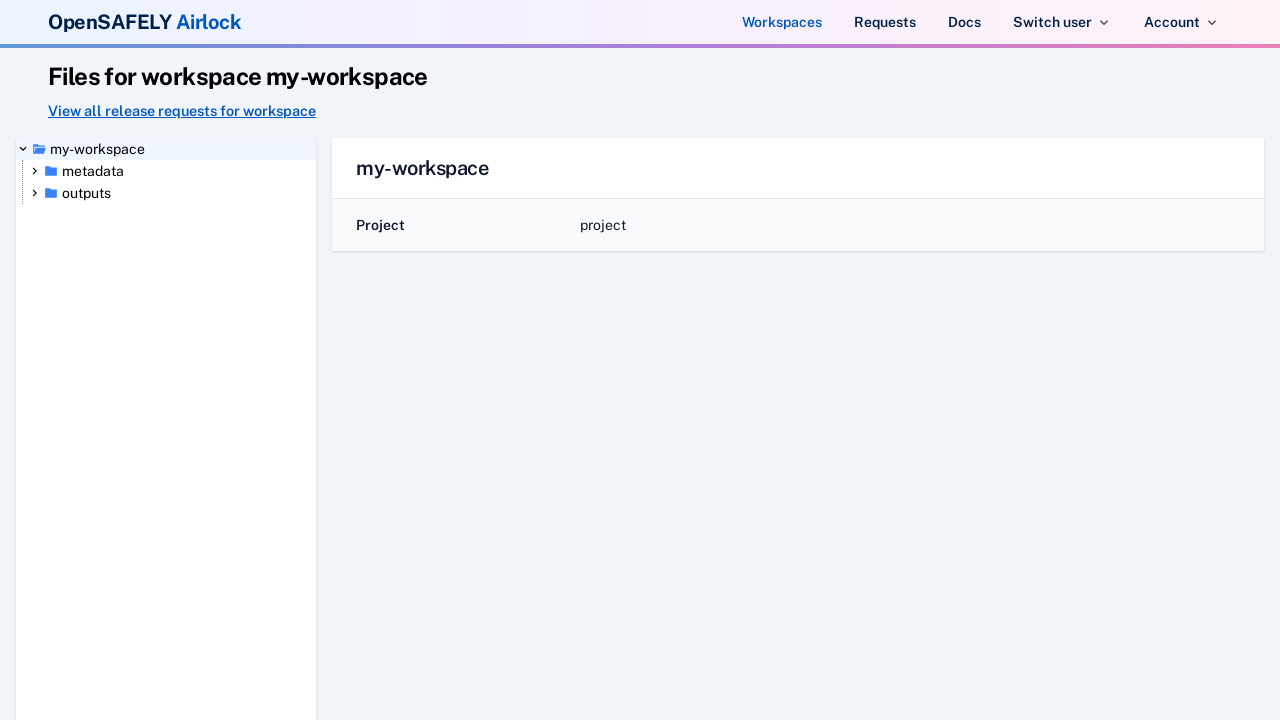 OpenSAFELY Airlock
Workspaces
Requests
Docs
Switch user
Account
Files for workspace my-workspace
View all release requests for workspace
my-workspace
metadata
outputs
my-workspace
Project
project